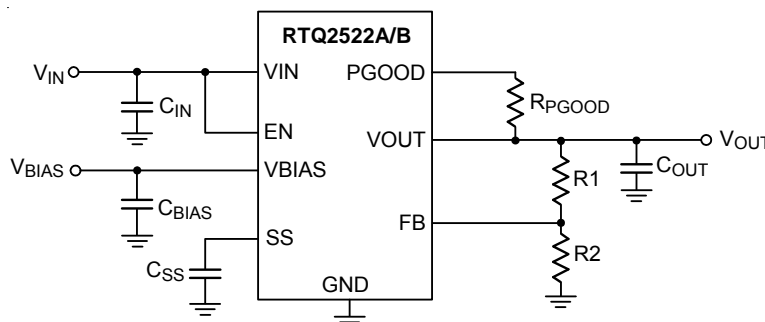 RTQ2522A/B
VIN
VIN
PGOOD
CIN
RPGOOD
EN
VOUT
VOUT
VBIAS
VBIAS
R1
COUT
CBIAS
FB
SS
CSS
R2
GND